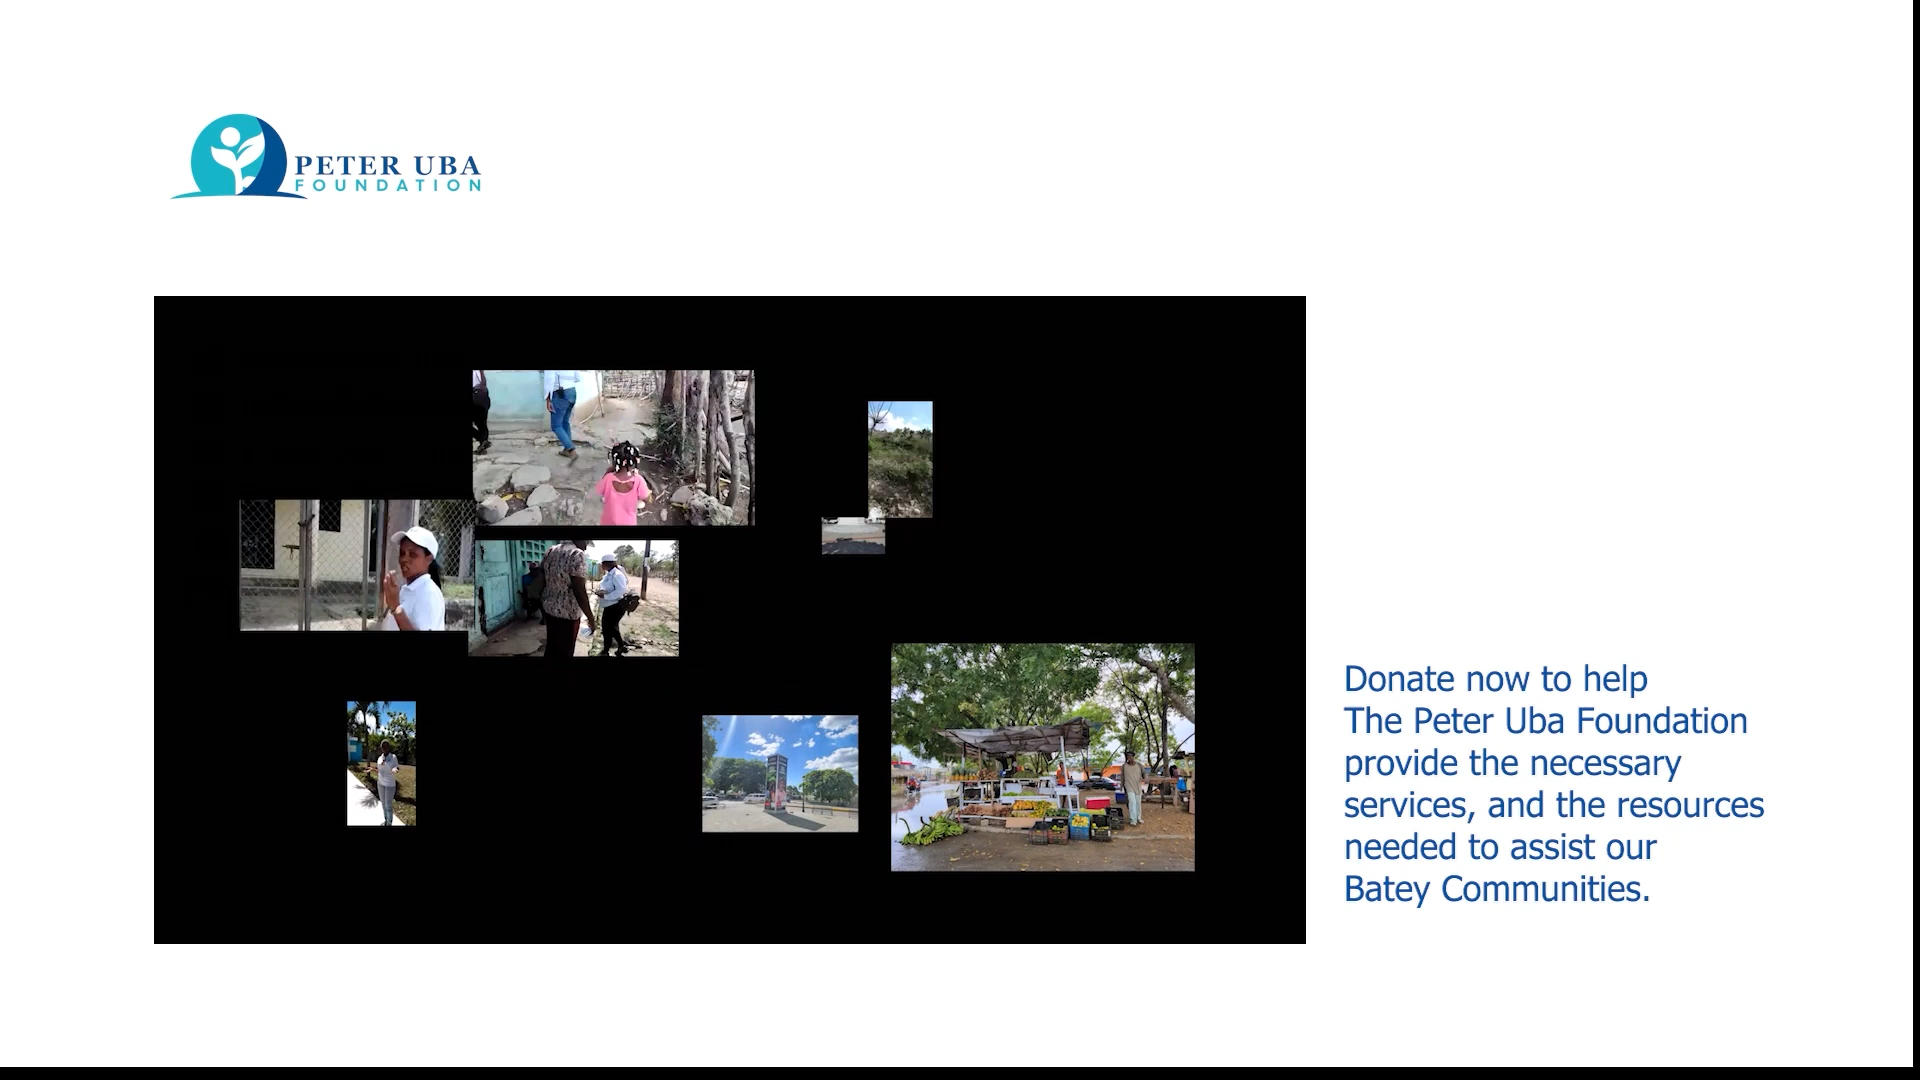 PETER UBA
FOUNDATION
Donate now to help
The Peter Uba Foundation
provide the necessary
services, and the resources
needed to assist our
Batey Communities.